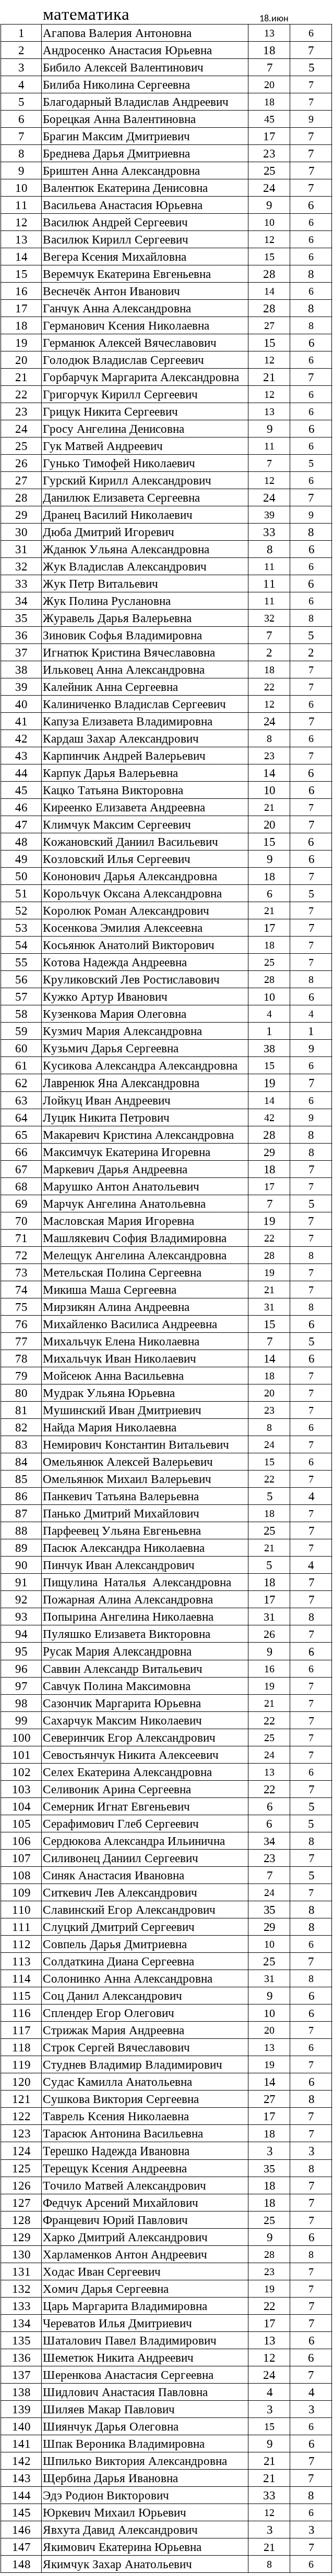 математика 18.июн
1 Агапова Валерия Антоновна 13 6
2 Андросенко Анастасия Юрьевна 18 7
3 Бибило Алексей Валентинович 7 5
4 Билиба Николина Сергеевна 20 7
5 Благодарный Владислав Андреевич 18 7
6 Борецкая Анна Валентиновна 45 9
7 Брагин Максим Дмитриевич 17 7
8 Бреднева Дарья Дмитриевна 23 7
9 Бриштен Анна Александровна 25 7
10 Валентюк Екатерина Денисовна 24 7
11 Васильева Анастасия Юрьевна 9 6
12 Василюк Андрей Сергеевич 10 6
13 Василюк Кирилл Сергеевич 12 6
14 Вегера Ксения Михайловна 15 6
15 Веремчук Екатерина Евгеньевна 28 8
16 Веснечёк Антон Иванович 14 6
17 Ганчук Анна Александровна 28 8
18 Германович Ксения Николаевна 27 8
19 Германюк Алексей Вячеславович 15 6
20 Голодюк Владислав Сергеевич 12 6
21 Горбарчук Маргарита Александровна 21 7
22 Григорчук Кирилл Сергеевич 12 6
23 Грицук Никита Сергеевич 13 6
24 Гросу Ангелина Денисовна 9 6
25 Гук Матвей Андреевич 11 6
26 Гунько Тимофей Николаевич 7 5
27 Гурский Кирилл Александрович 12 6
28 Данилюк Елизавета Сергеевна 24 7
29 Дранец Василий Николаевич 39 9
30 Дюба Дмитрий Игоревич 33 8
31 Жданюк Ульяна Александровна 8 6
32 Жук Владислав Александрович 11 6
33 Жук Петр Витальевич 11 6
34 Жук Полина Руслановна 11 6
35 Журавель Дарья Валерьевна 32 8
36 Зиновик Софья Владимировна 7 5
37 Игнатюк Кристина Вячеславовна 2 2
38 Ильковец Анна Александровна 18 7
39 Калейник Анна Сергеевна 22 7
40 Калиниченко Владислав Сергеевич 12 6
41 Капуза Елизавета Владимировна 24 7
42 Кардаш Захар Александрович 8 6
43 Карпинчик Андрей Валерьевич 23 7
44 Карпук Дарья Валерьевна 14 6
45 Кацко Татьяна Викторовна 10 6
46 Киреенко Елизавета Андреевна 21 7
47 Климчук Максим Сергеевич 20 7
48 Кожановский Даниил Васильевич 15 6
49 Козловский Илья Сергеевич 9 6
50 Кононович Дарья Александровна 18 7
51 Корольчук Оксана Александровна 6 5
52 Королюк Роман Александрович 21 7
53 Косенкова Эмилия Алексеевна 17 7
54 Косьянюк Анатолий Викторович 18 7
55 Котова Надежда Андреевна 25 7
56 Круликовский Лев Ростиславович 28 8
57 Кужко Артур Иванович 10 6
58 Кузенкова Мария Олеговна 4 4
59 Кузмич Мария Александровна 1 1
60 Кузьмич Дарья Сергеевна 38 9
61 Кусикова Александра Александровна 15 6
62 Лавренюк Яна Александровна 19 7
63 Лойкуц Иван Андреевич 14 6
64 Луцик Никита Петрович 42 9
65 Макаревич Кристина Александровна 28 8
66 Максимчук Екатерина Игоревна 29 8
67 Маркевич Дарья Андреевна 18 7
68 Марушко Антон Анатольевич 17 7
69 Марчук Ангелина Анатольевна 7 5
70 Масловская Мария Игоревна 19 7
71 Машлякевич София Владимировна 22 7
72 Мелещук Ангелина Александровна 28 8
73 Метельская Полина Сергеевна 19 7
74 Микиша Маша Сергеевна 21 7
75 Мирзикян Алина Андреевна 31 8
76 Михайленко Василиса Андреевна 15 6
77 Михальчук Елена Николаевна 7 5
78 Михальчук Иван Николаевич 14 6
79 Мойсеюк Анна Васильевна 18 7
80 Мудрак Ульяна Юрьевна 20 7
81 Мушинский Иван Дмитриевич 23 7
82 Найда Мария Николаевна 8 6
83 Немирович Константин Витальевич 24 7
84 Омельянюк Алексей Валерьевич 15 6
85 Омельянюк Михаил Валерьевич 22 7
86 Панкевич Татьяна Валерьевна 5 4
87 Панько Дмитрий Михайлович 18 7
88 Парфеевец Ульяна Евгеньевна 25 7
89 Пасюк Александра Николаевна 21 7
90 Пинчук Иван Александрович 5 4
91 Пищулина Наталья Александровна 18 7
92 Пожарная Алина Александровна 17 7
93 Попырина Ангелина Николаевна 31 8
94 Пуляшко Елизавета Викторовна 26 7
95 Русак Мария Александровна 9 6
96 Саввин Александр Витальевич 16 6
97 Савчук Полина Максимовна 19 7
98 Сазончик Маргарита Юрьевна 21 7
99 Сахарчук Максим Николаевич 22 7
100 Северинчик Егор Александрович 25 7
101 Севостьянчук Никита Алексеевич 24 7
102 Селех Екатерина Александровна 13 6
103 Селивоник Арина Сергеевна 22 7
104 Семерник Игнат Евгеньевич 6 5
105 Серафимович Глеб Сергеевич 6 5
106 Сердюкова Александра Ильинична 34 8
107 Силивонец Даниил Сергеевич 23 7
108 Синяк Анастасия Ивановна 7 5
109 Ситкевич Лев Александрович 24 7
110 Славинский Егор Александрович 35 8
111 Слуцкий Дмитрий Сергеевич 29 8
112 Совпель Дарья Дмитриевна 10 6
113 Солдаткина Диана Сергеевна 25 7
114 Солонинко Анна Александровна 31 8
115 Соц Данил Александрович 9 6
116 Сплендер Егор Олегович 10 6
117 Стрижак Мария Андреевна 20 7
118 Строк Сергей Вячеславович 13 6
119 Студнев Владимир Владимирович 19 7
120 Судас Камилла Анатольевна 14 6
121 Сушкова Виктория Сергеевна 27 8
122 Таврель Ксения Николаевна 17 7
123 Тарасюк Антонина Васильевна 18 7
124 Терешко Надежда Ивановна 3 3
125 Терещук Ксения Андреевна 35 8
126 Точило Матвей Александрович 18 7
127 Федчук Арсений Михайлович 18 7
128 Францевич Юрий Павлович 25 7
129 Харко Дмитрий Александрович 9 6
130 Харламенков Антон Андреевич 28 8
131 Ходас Иван Сергеевич 23 7
132 Хомич Дарья Сергеевна 19 7
133 Царь Маргарита Владимировна 22 7
134 Череватов Илья Дмитриевич 17 7
135 Шаталович Павел Владимирович 13 6
136 Шеметюк Никита Андреевич 12 6
137 Шеренкова Анастасия Сергеевна 24 7
138 Шидлович Анастасия Павловна 4 4
139 Шиляев Макар Павлович 3 3
140 Шиянчук Дарья Олеговна 15 6
141 Шпак Вероника Владимировна 9 6
142 Шпилько Виктория Александровна 21 7
143 Щербина Дарья Ивановна 21 7
144 Эдэ Родион Викторович 33 8
145 Юркевич Михаил Юрьевич 12 6
146 Явхута Давид Александрович 3 3
147 Якимович Екатерина Юрьевна 21 7
148 Якимчук Захар Анатольевич 8 6